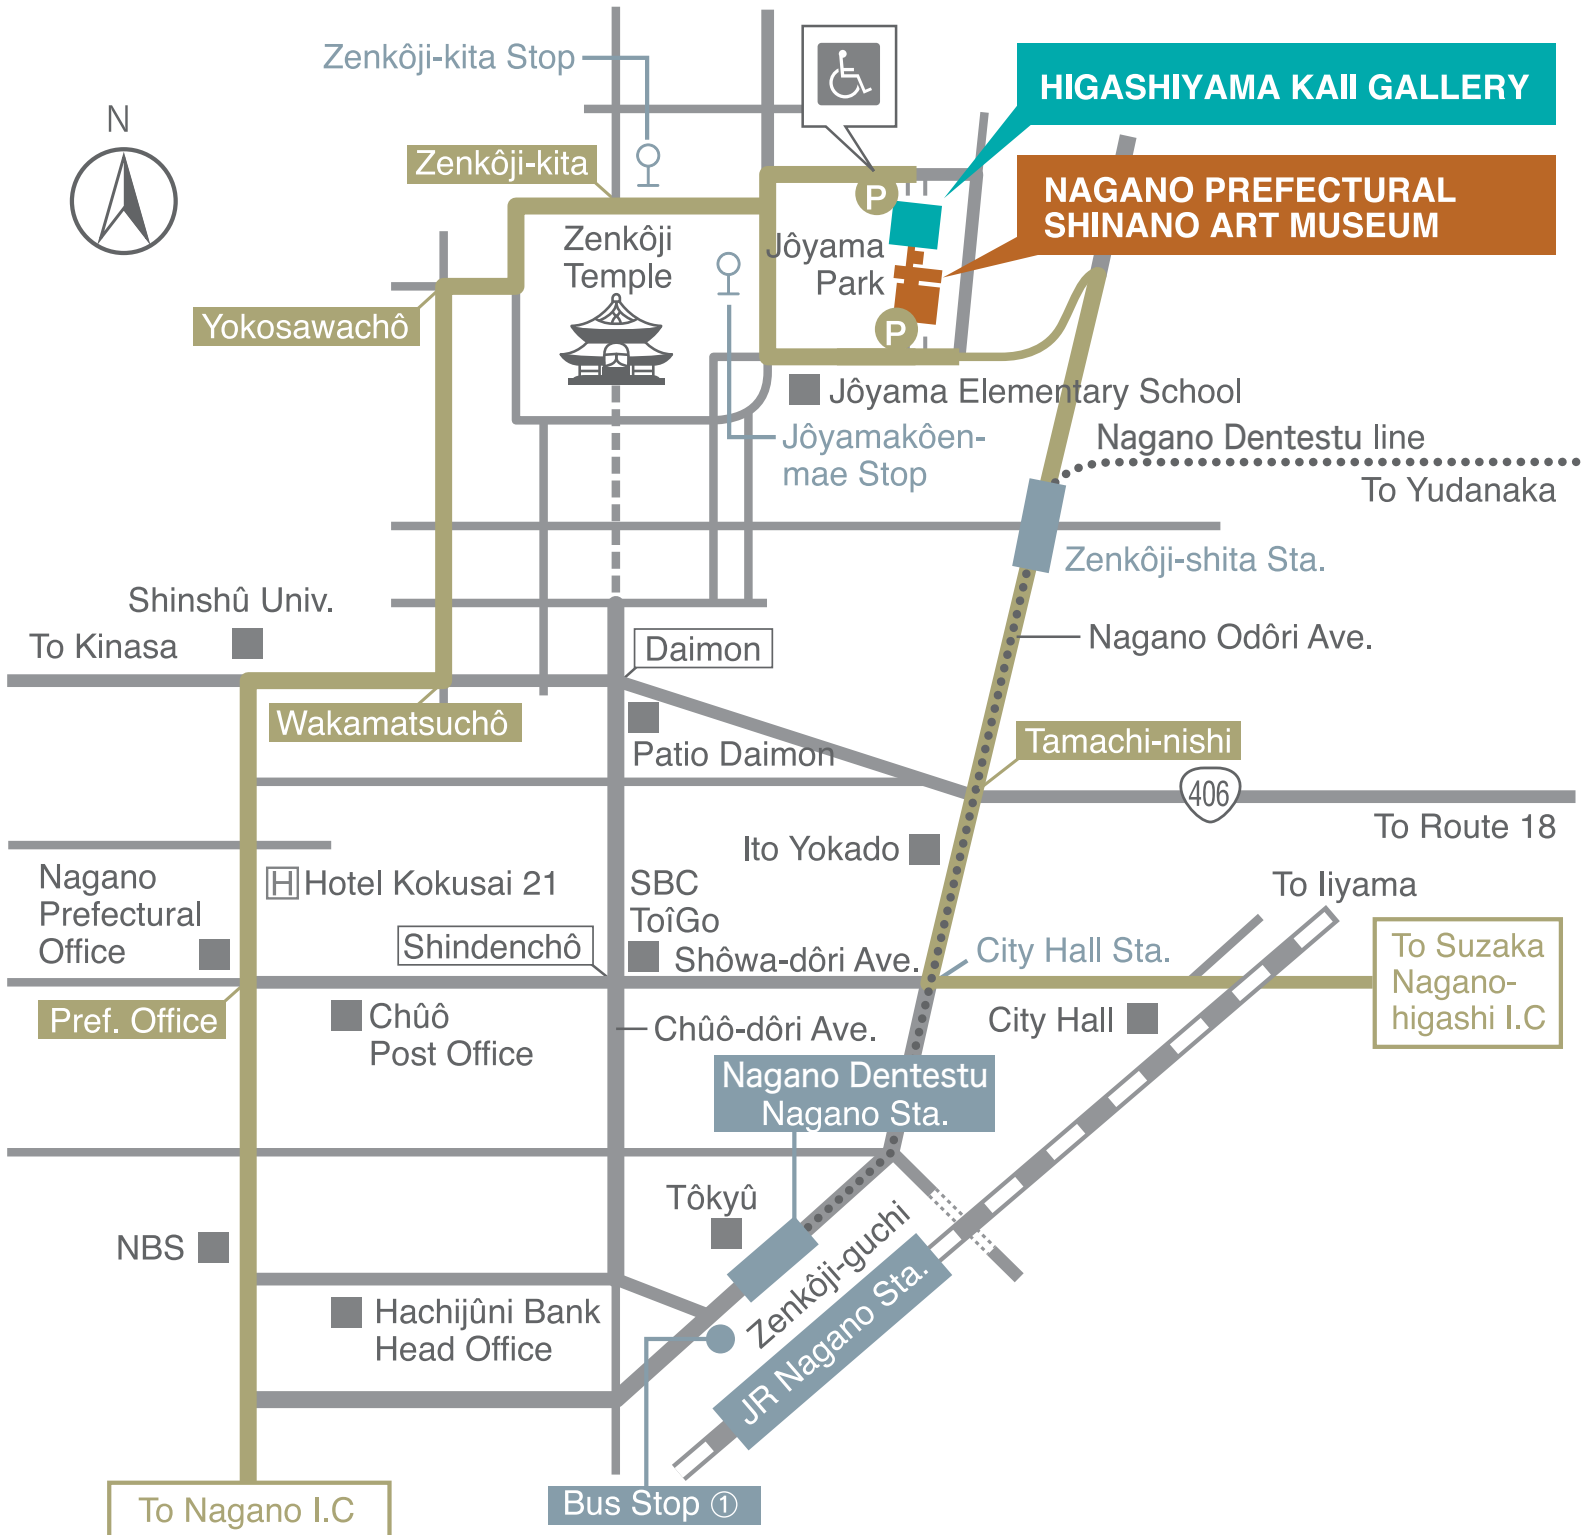 Zenkôji-kita Stop
N
HIGASHIYAMA KAII GALLERY
Zenkôji-kita
P
NAGANO PREFECTURAL
SHINANO ART MUSEUM
Zenkôji
Temple
Jôyama
Park
Yokosawachô
P
Jôyama Elementary School
Jôyamakôen-
mae Stop
Nagano Dentestu line
To Yudanaka
Zenkôji-shita Sta.
Shinshû Univ.
To Kinasa
Daimon
Nagano Odôri Ave.
Wakamatsuchô
Patio Daimon
Tamachi-nishi
406
To Route 18
Ito Yokado
Nagano
Prefectural
Office
H Hotel Kokusai 21
SBC
ToîGo
To Iiyama
Shindenchô
Shôwa-dôri Ave.
City Hall Sta.
To Suzaka
Nagano-
higashi I.C
Pref. Office
Chûô
Post Office
Chûô-dôri Ave.
City Hall
Nagano Dentestu
Nagano Sta.
Tôkyû
NBS
Zenkôji-guchi
JR Nagano Sta.
Hachijûni Bank
Head Office
Bus Stop ①
To Nagano I.C